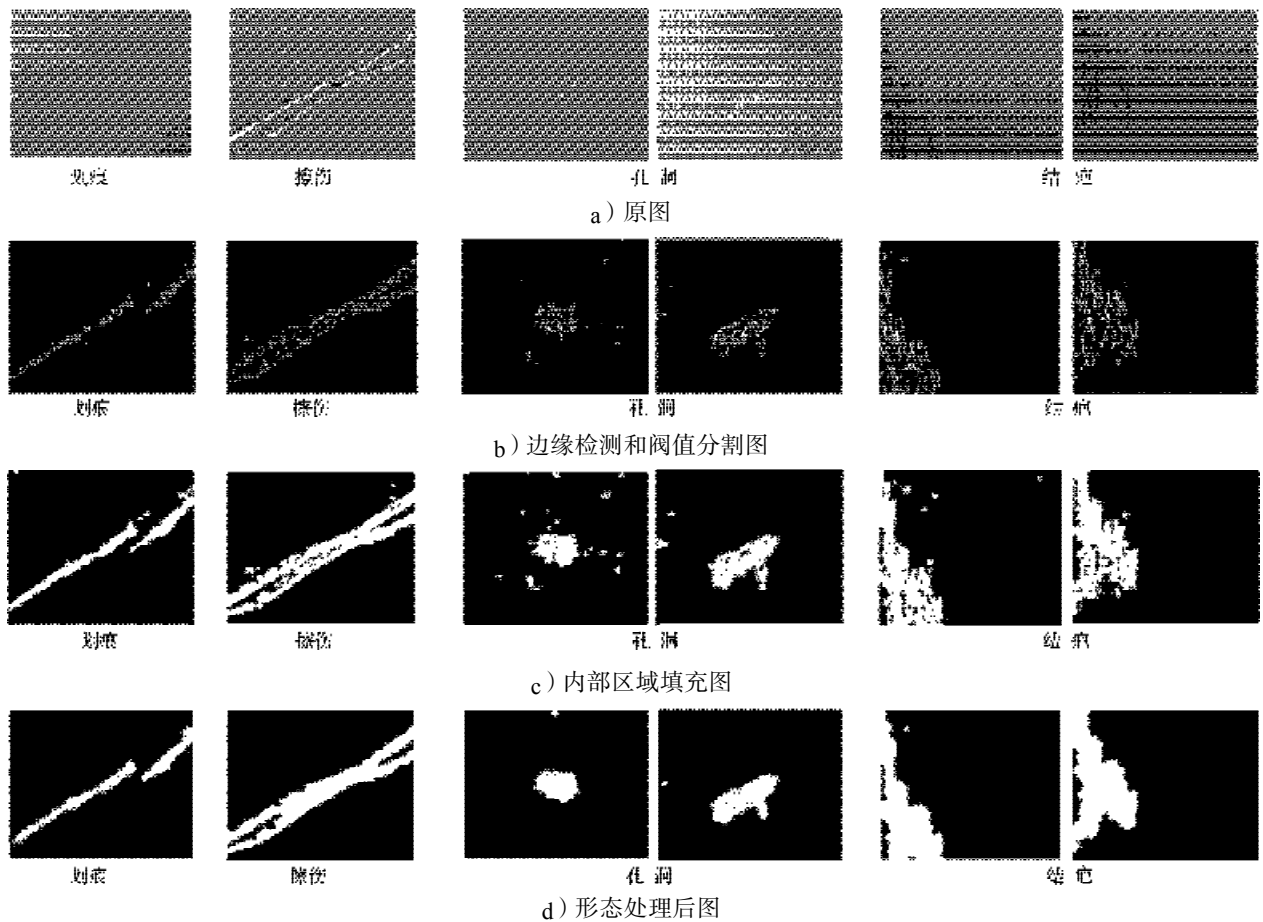 划痕 擦伤 孔 洞 结 疤
a）原图
划痕 擦伤 孔 洞 结 疤
b）边缘检测和阀值分割图
划痕 擦伤 孔 洞 结 疤
c）内部区域填充图
划痕 擦伤 孔 洞 结 疤
d）形态处理后图